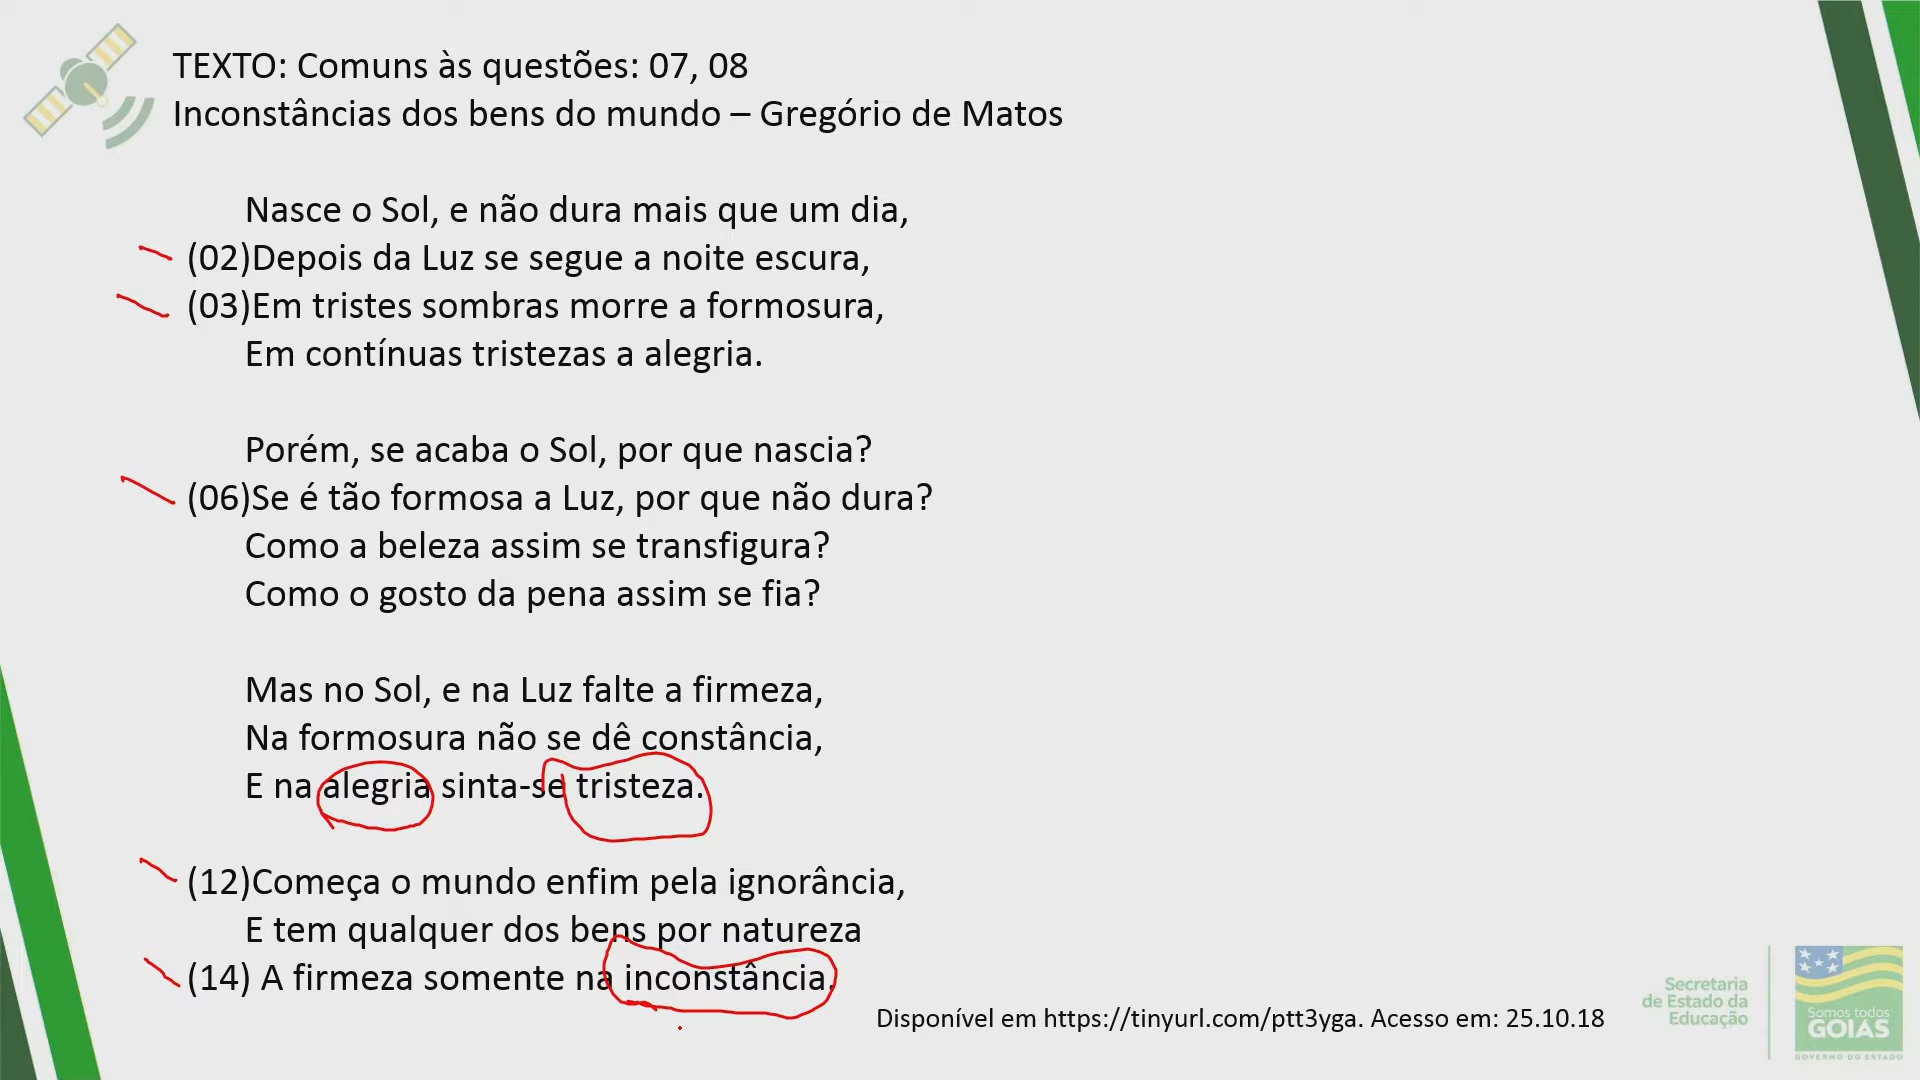 TEXTO: Comuns às questões: 07, 08
Inconstâncias dos bens do mundo – Gregório de Matos
Nasce o Sol, e não dura mais que um dia,
(02)Depois da Luz se segue a noite escura,
(03)Em tristes sombras morre a formosura,
Em contínuas tristezas a alegria.
Porém, se acaba o Sol, por que nascia?
(06)Se é tão formosa a Luz, por que não dura?
Como a beleza assim se transfigura?
Como o gosto da pena assim se fia?
Mas no Sol, e na Luz falte a firmeza,
Na formosura não se dê constância,
E na alegria sinta-se tristeza.
(12)Começa o mundo enfim pela ignorância,
E tem qualquer dos bens por natureza
(14) A firmeza somente na inconstância.
Disponível em https://tinyurl.com/ptt3yga. Acesso em: 25.10.18
Secretaria
de Estado da
Educação
Somos todos
GOIÁS
GOVERNO DO ESTADO